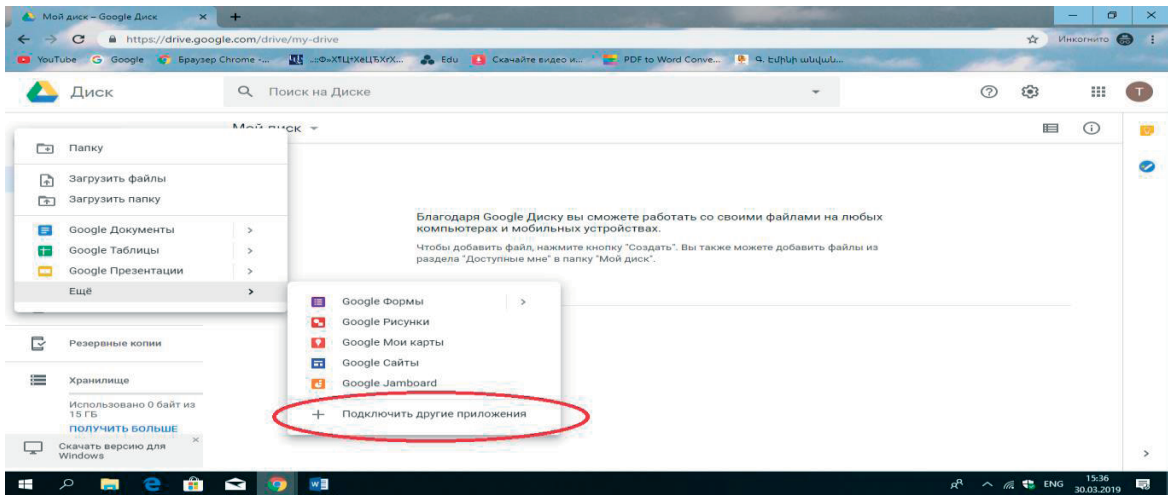 Мой диск – Google Диск
https://drive.google.com/drive/my-drive
Инкогнито
YouTube
Google
Браузер Chrome -...
Edu
Скачайте видео и...
PDF to Word Conve...
Диск
Поиск на Диске
T
Мой диск
Папку
Загрузить файлы
Загрузить папку
Google Документы
Google Таблицы
Google Презентации
Ещё
Благодаря Google Диску вы сможете работать со своими файлами на любых
компьютерах и мобильных устройствах.
Чтобы добавить файл, нажмите кнопку "Создать". Вы также можете добавить файлы из
раздела "Доступные мне" в папку "Мой диск".
Google Формы
Google Рисунки
Google Мои карты
Google Сайты
Google Jamboard
Подключить другие приложения
Резервные копии
Хранилище
Использовано 0 байт из
15 ГБ
ПОЛУЧИТЬ БОЛЬШЕ
Скачать версию для
Windows
ENG
15:36
30.03.2019